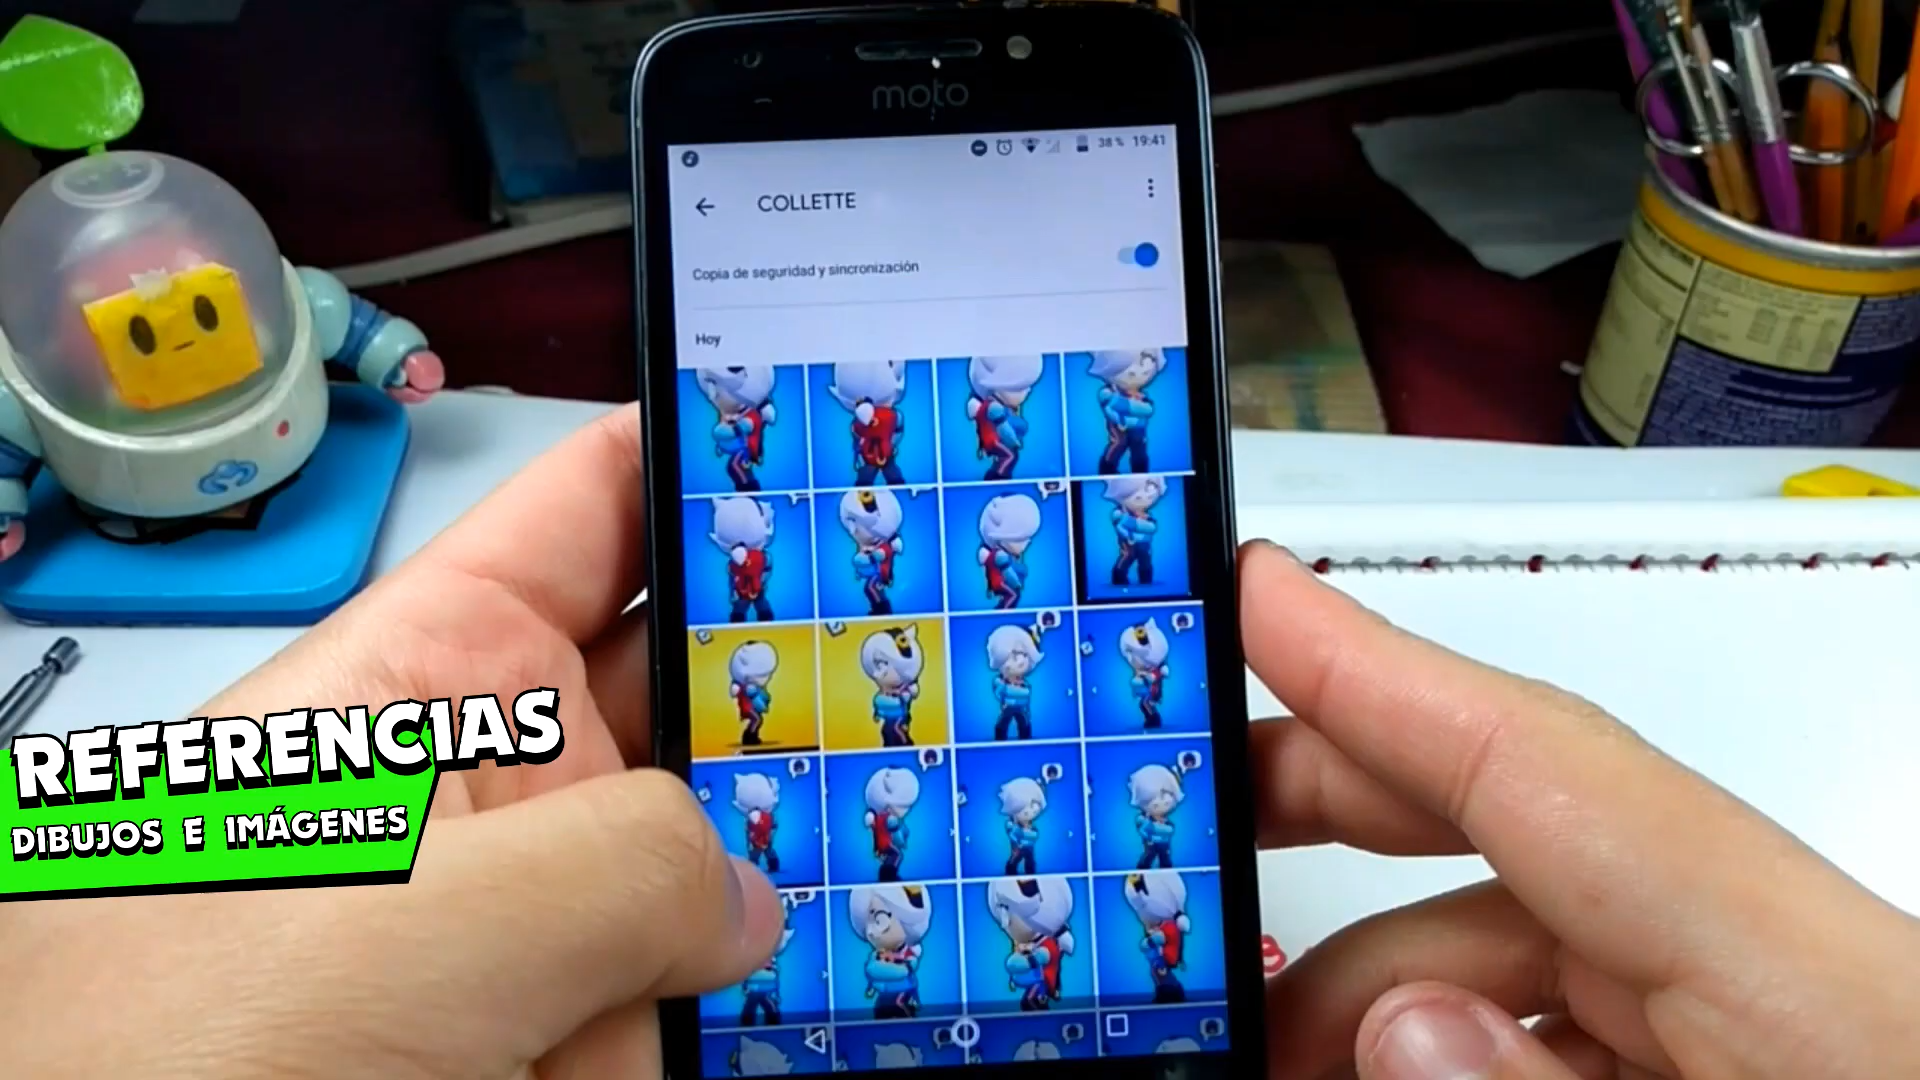 moto
38 % 19:41
COLLETTE
Copia de seguridad y sincronización
Hoy
REFERENCIAS
DIBUJOS E IMÁGENES